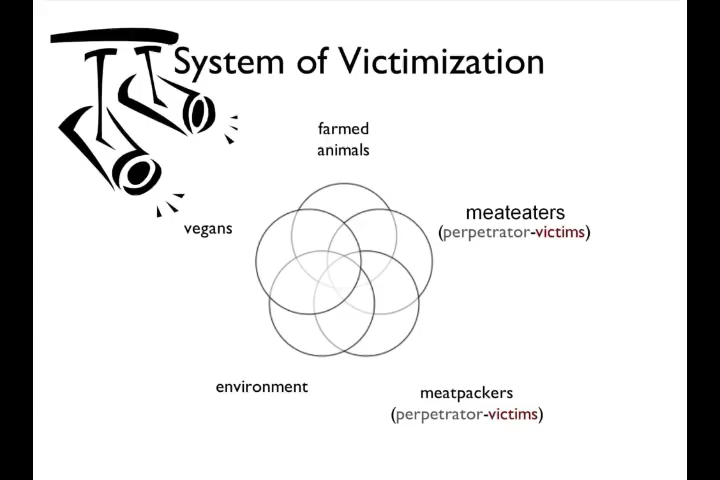 System of Victimization
farmed
animals
meateaters
(perpetrator-victims)
vegans
environment
meatpackers
(perpetrator-victims)